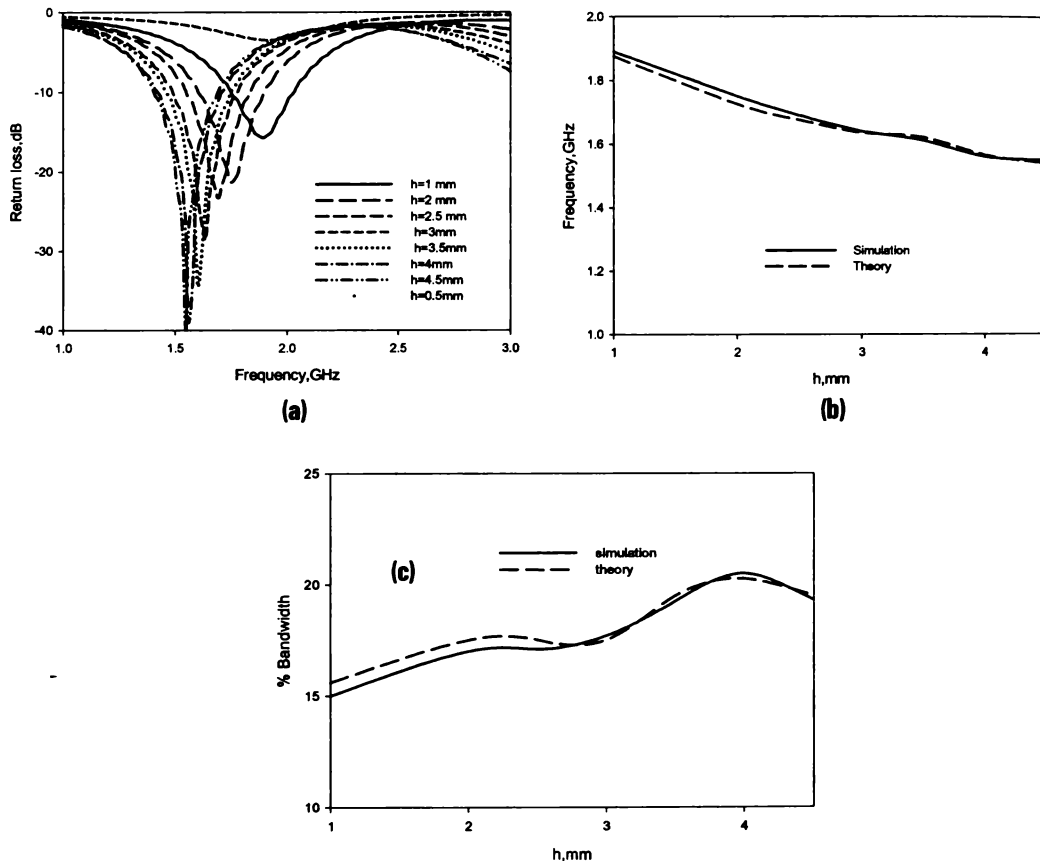 0
-10
-20
-30
-40
Return loss,dB
h=1 mm
h=2 mm
h=2.5 mm
h=3mm
h=3.5mm
h=4mm
h=4.5mm
h=0.5mm
1.0 1.5 2.0 2.5 3.0
Frequency,GHz
(a)
2.0
1.8
1.6
1.4
1.2
1.0
Frequency,GHz
Simulation
Theory
1 2 3 4
h,mm
(b)
25
20
15
10
% Bandwidth
(c)
simulation
theory
1 2 3 4
h,mm